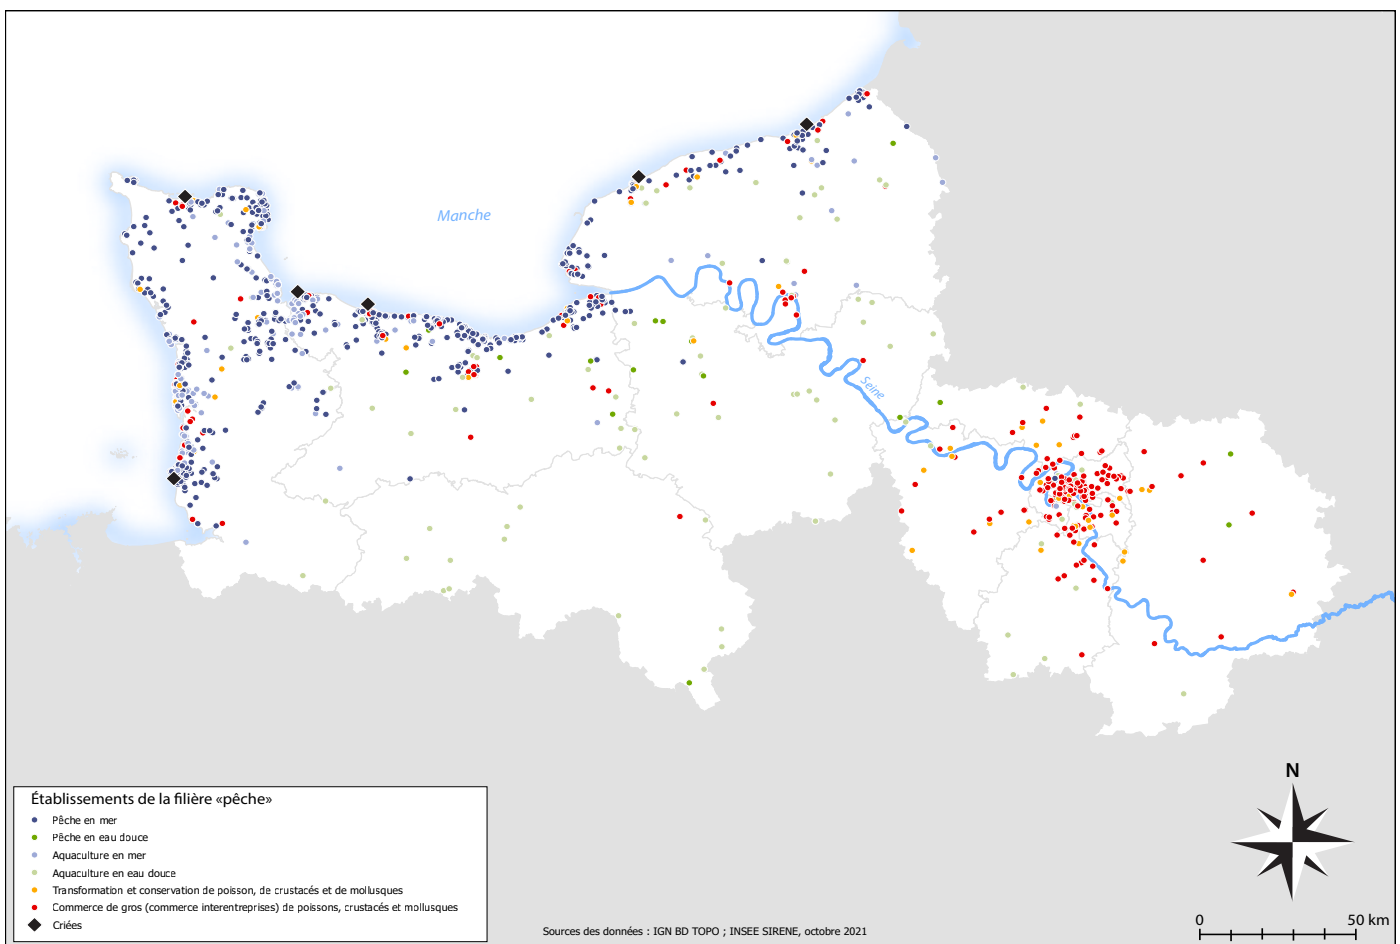 Manche
Seine
Établissements de la filière «pêche»
Pêche en mer
Pêche en eau douce
Aquaculture en mer
Aquaculture en eau douce
Transformation et conservation de poisson, de crustacés et de mollusques
Commerce de gros (commerce interentreprises) de poissons, crustacés et mollusques
Criées
Sources des données : IGN BD TOPO ; INSEE SIRENE, octobre 2021
N
0 50 km